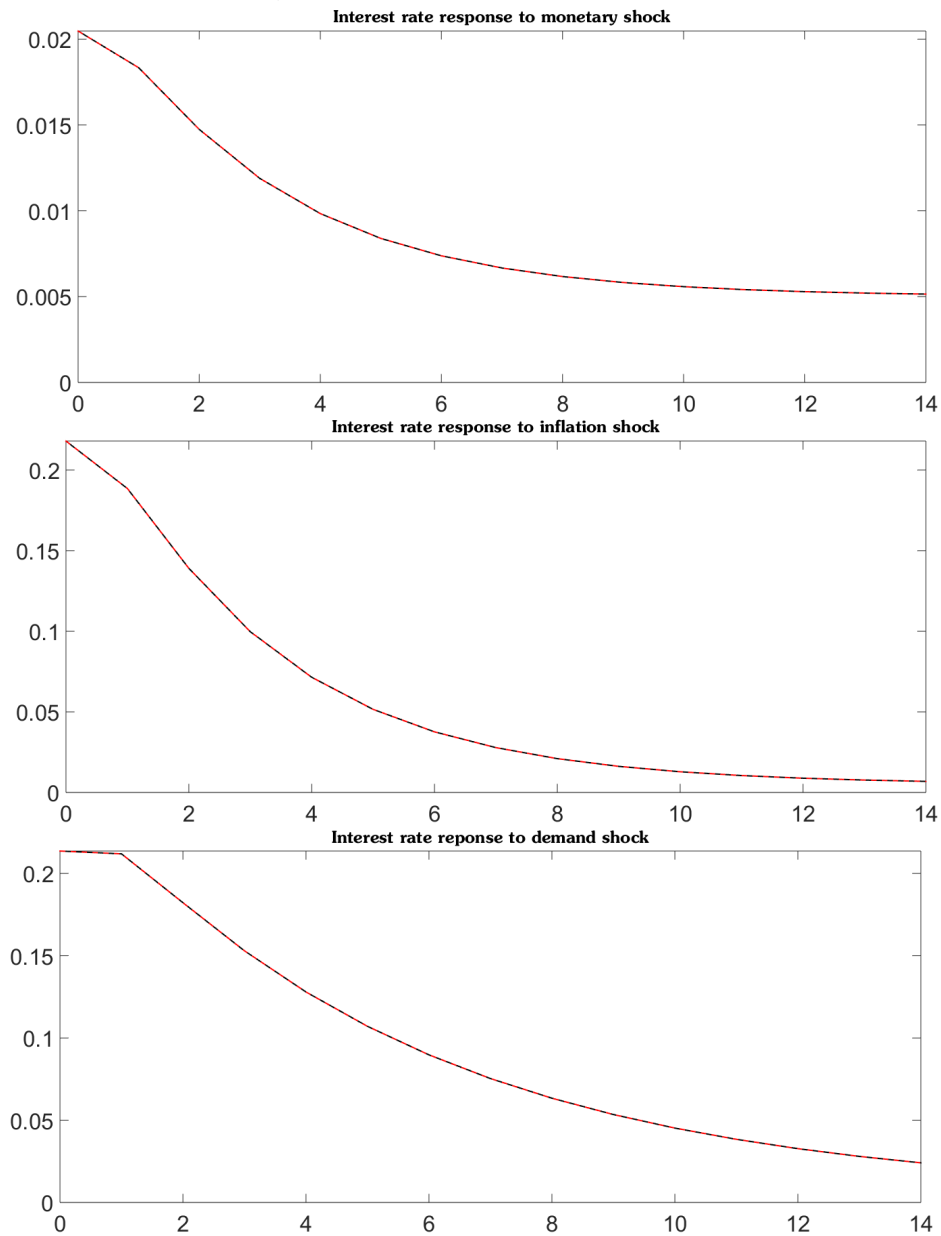 Interest rate response to monetary shock
0.02
0.015
0.01
0.005
0
2 4 6 8 10 12 14
Interest rate response to inflation shock
0.2
0.15
0.1
0.05
0
0 2 4 6 8 10 12 14
Interest rate reponse to demand shock
0.2
0.15
0.1
0.05
0
0 2 4 6 8 10 12 14